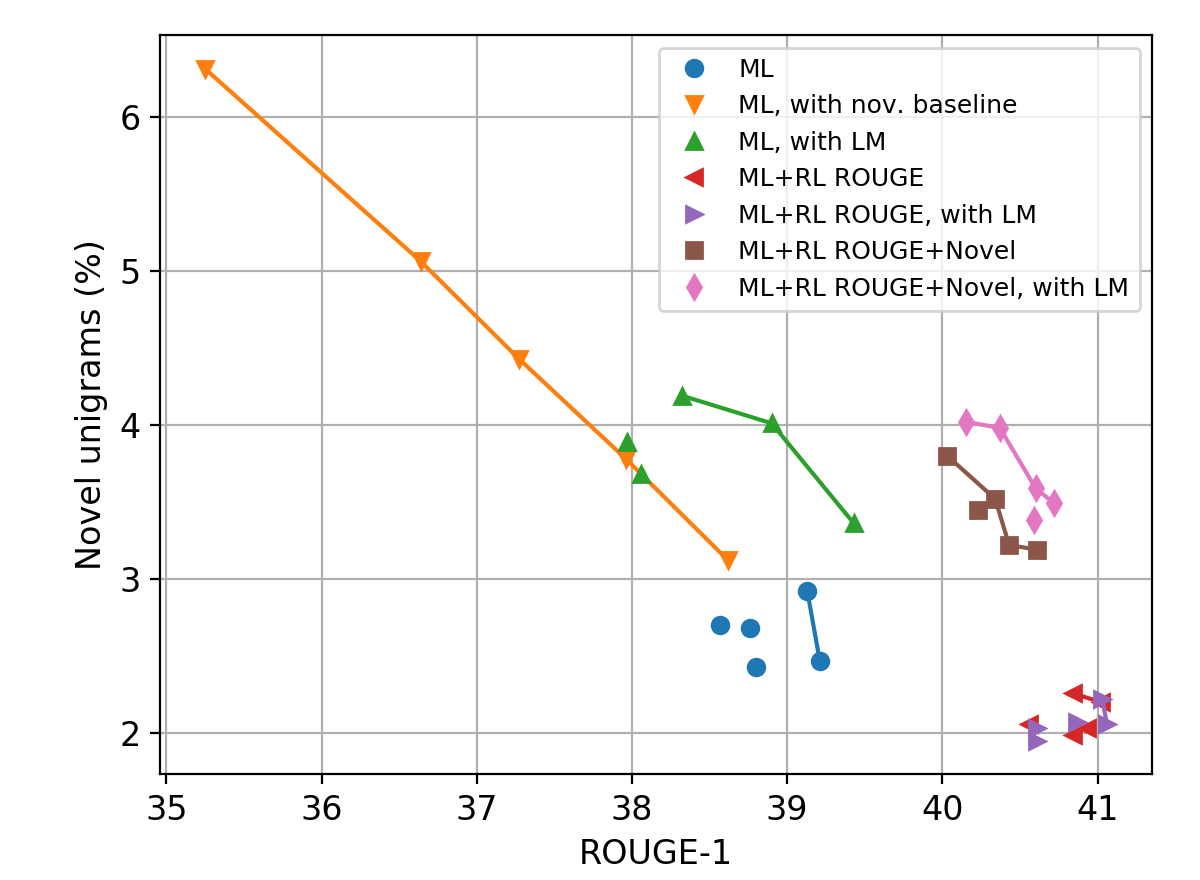 ML
ML, with nov. baseline
ML, with LM
ML+RL ROUGE
ML+RL ROUGE, with LM
ML+RL ROUGE+Novel
ML+RL ROUGE+Novel, with LM
Novel unigrams (%)
6
5
4
3
2
35 36 37 38 39 40 41
ROUGE-1